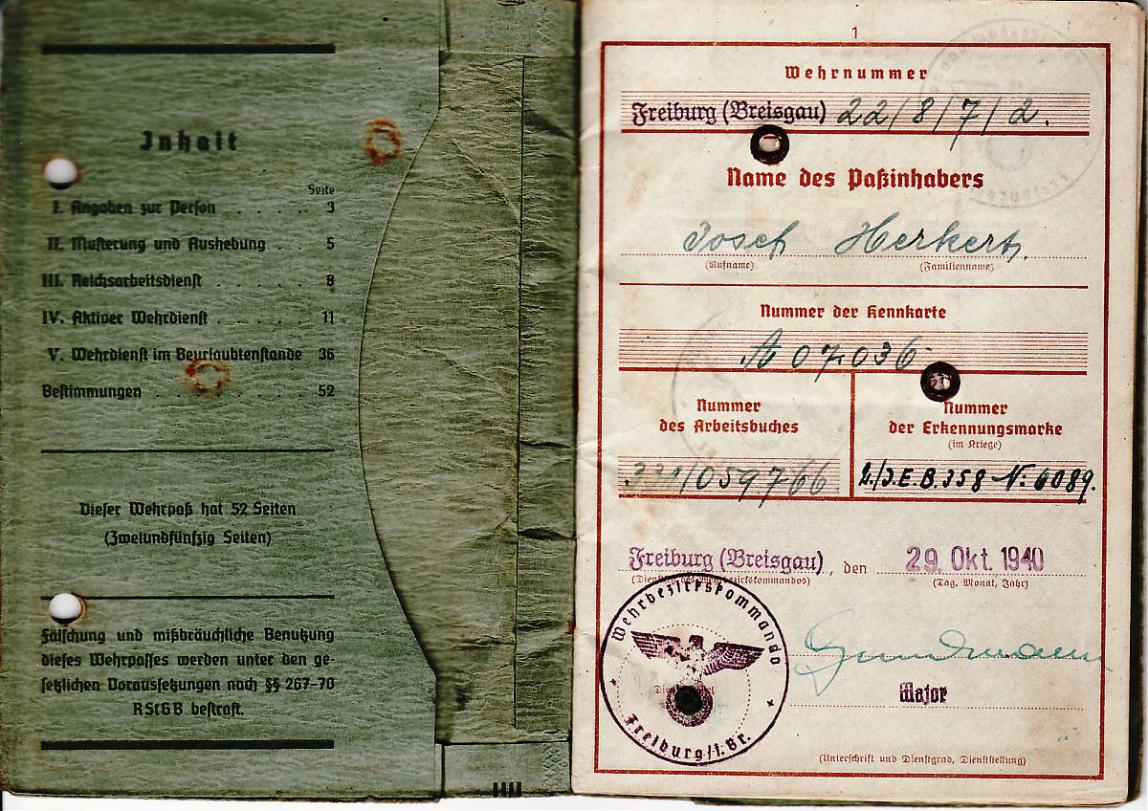 Inhalt
Seite
I. Angaben zur Person . . . . . 3
II. Musterung und Aushebung . . 5
III. Reichsarbeitsdienst . . . . . . 8
IV. Aktiver Wehrdienst . . . . . . 11
V. Wehrdienst im Beurlaubtenstande 36
Bestimmungen . . . . . . . 52
Dieser Wehrpaß hat 52 Seiten
(Zweiundfünfzig Seiten)
Fälschung und mißbräuchliche Benutzung
dieses Wehrpasses werden unter den ge-
setzlichen Voraussetzungen nach §§ 267-70
RStGB bestraft.
1
Wehrnummer
Freiburg (Breisgau) 22/8/7/2.
Name des Paßinhabers
Josef Herkert
(Rufname) (Familienname)
Nummer der Kennkarte
A 07036
Nummer
des Arbeitsbuches
331/059766
Nummer
der Erkennungsmarke
(im Kriege)
2./J.E.B. 358 N: 6089.
Freiburg (Breisgau), den 29. Okt. 1940
(Tag, Monat, Jahr)
Wehrbezirkskommando
Freiburg i. Br.
Major
(Unterschrift und Dienstgrad, Dienststellung)